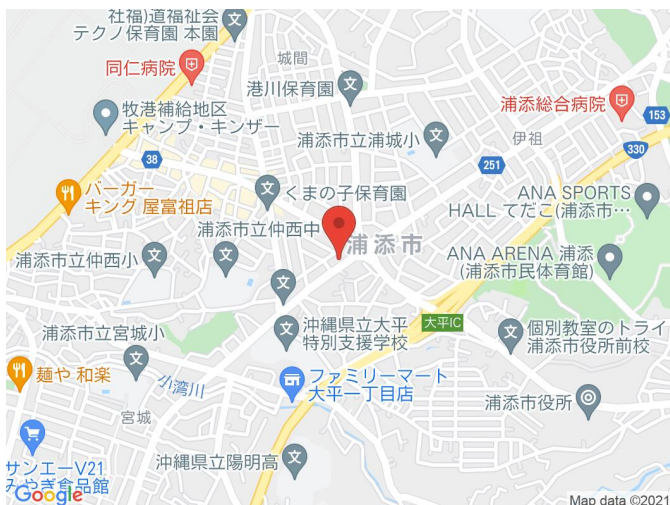 社福)道福祉会
テクノ保育園 本園
城間
同仁病院
港川保育園
浦添総合病院
牧港補給地区
キャンプ・キンザー
浦添市立浦城小
伊祖
153
330
38
251
バーガー
キング 屋富祖店
くまの子保育園
ANA SPORTS
HALL てだこ(浦添市…
浦添市立仲西中
浦添市
浦添市立仲西小
ANA ARENA 浦添
(浦添市民体育館)
浦添市立宮城小
沖縄県立大平
特別支援学校
大平IC
個別教室のトライ
浦添市役所前校
麺や 和楽
小湾川
ファミリーマート
大平一丁目店
宮城
浦添市役所
サンエーV21
みやぎ食品館
沖縄県立陽明高
Google
Map data ©2021